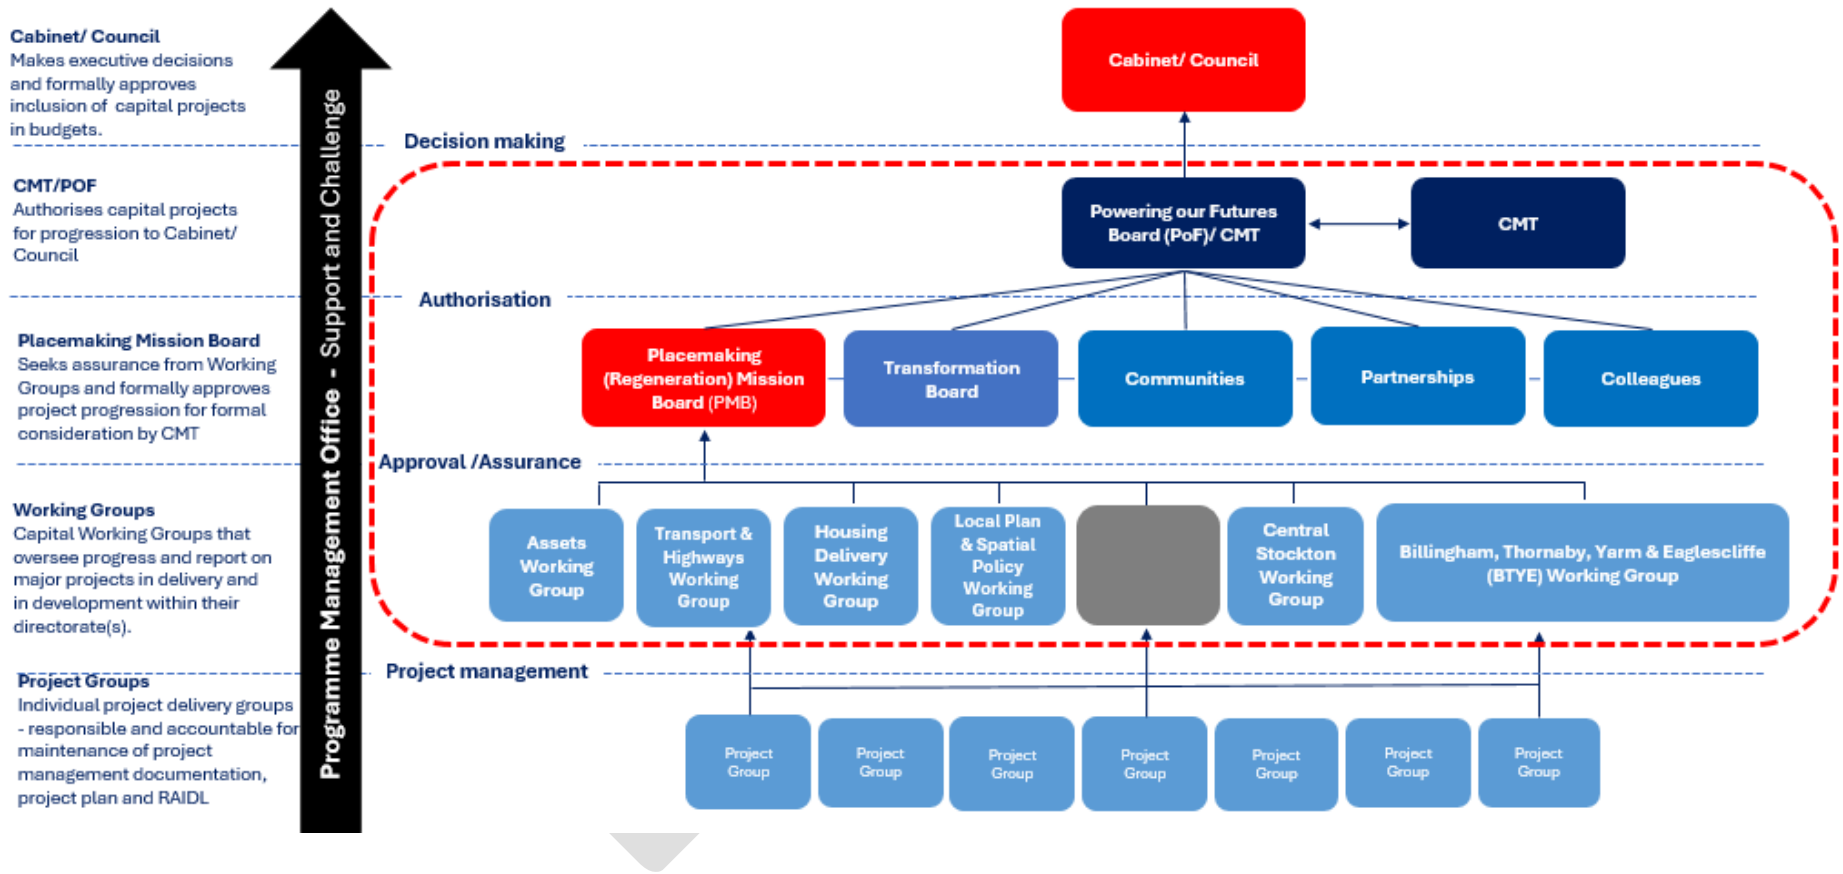 Cabinet/ Council
Makes executive decisions
and formally approves
inclusion of capital projects
in budgets.
CMT/POF
Authorises capital projects
for progression to Cabinet/
Council
Placemaking Mission Board
Seeks assurance from Working
Groups and formally approves
project progression for formal
consideration by CMT
Working Groups
Capital Working Groups that
oversee progress and report on
major projects in delivery and
in development within their
directorate(s).
Project Groups
Individual project delivery groups
- responsible and accountable for
maintenance of project
management documentation,
project plan and RAIDL
Programme Management Office - Support and Challenge
Cabinet/ Council
Decision making
Powering our Futures
Board (PoF)/ CMT
CMT
Authorisation
Placemaking
(Regeneration) Mission
Board (PMB)
Transformation
Board
Communities
Partnerships
Colleagues
Approval /Assurance
Assets
Working
Group
Transport &
Highways
Working
Group
Housing
Delivery
Working
Group
Local Plan
& Spatial
Policy
Working
Group
Central
Stockton
Working
Group
Billingham, Thornaby, Yarm & Eaglescliffe
(BTYE) Working Group
Project management
Project
Group
Project
Group
Project
Group
Project
Group
Project
Group
Project
Group
Project
Group